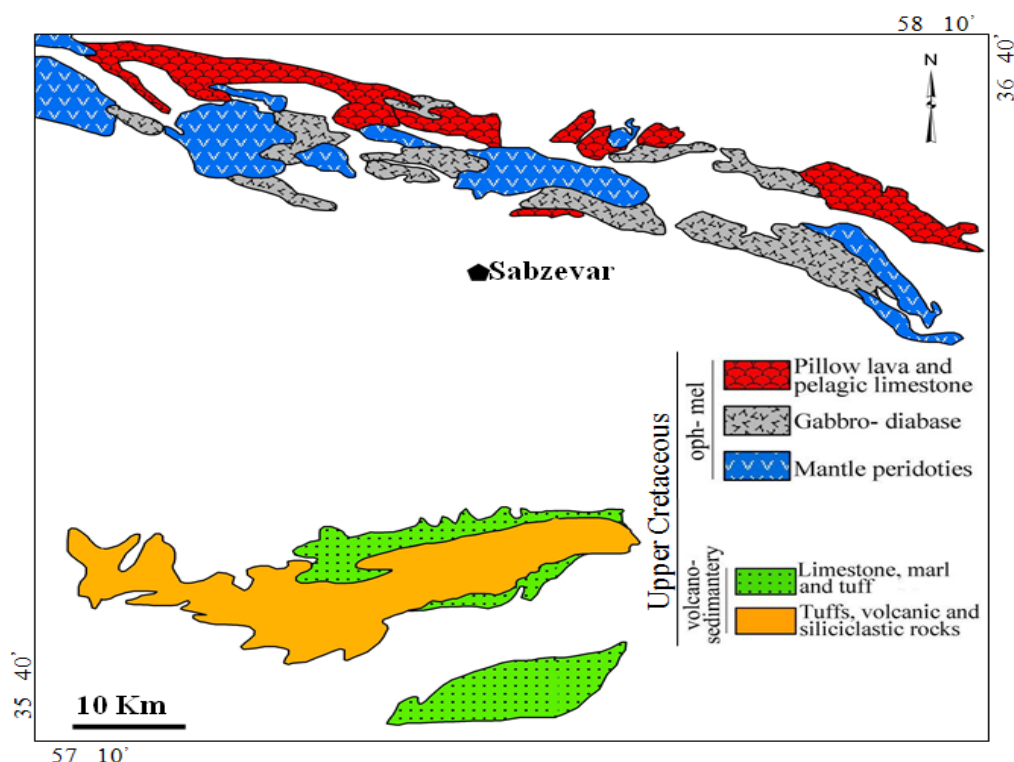 58 10'
36 40'
N
Sabzevar
Upper Cretaceous
oph- mel
Pillow lava and
pelagic limestone
Gabbro- diabase
Mantle peridoties
volcano-
sedimantery
Limestone, marl
and tuff
Tuffs, volcanic and
siliciclastic rocks
35 40'
10 Km
57 10'